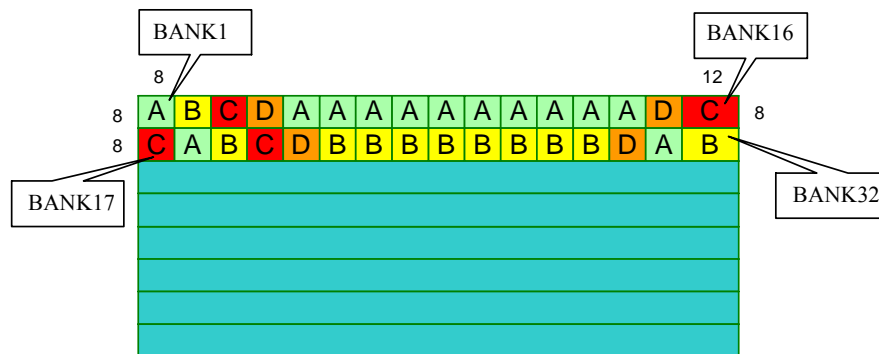 BANK1
BANK16
8
12
8 A B C D A A A A A A A A A A D C 8
8 C A B C D B B B B B B B B D A B
BANK17
BANK32